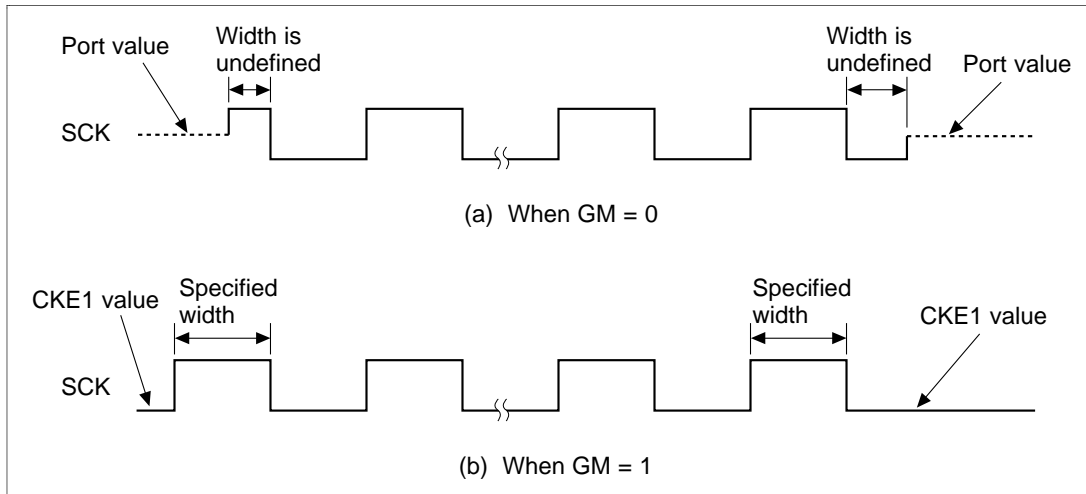 Port value
Width is
undefined
Width is
undefined
Port value
SCK
(a) When GM = 0
CKE1 value
Specified
width
Specified
width
CKE1 value
SCK
(b) When GM = 1